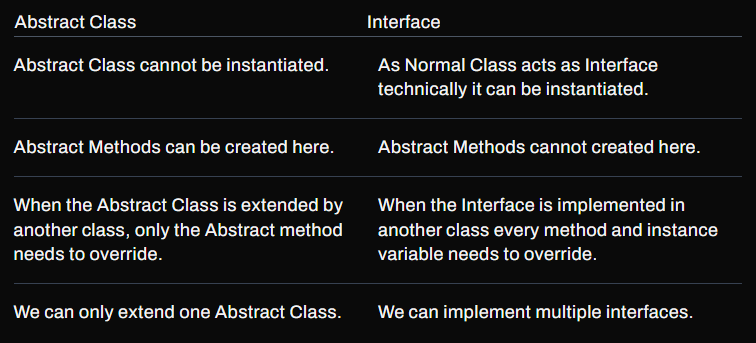 Abstract Class
Interface
Abstract Class cannot be instantiated.
As Normal Class acts as Interface
technically it can be instantiated.
Abstract Methods can be created here.
Abstract Methods cannot created here.
When the Abstract Class is extended by
another class, only the Abstract method
needs to override.
When the Interface is implemented in
another class every method and instance
variable needs to override.
We can only extend one Abstract Class.
We can implement multiple interfaces.